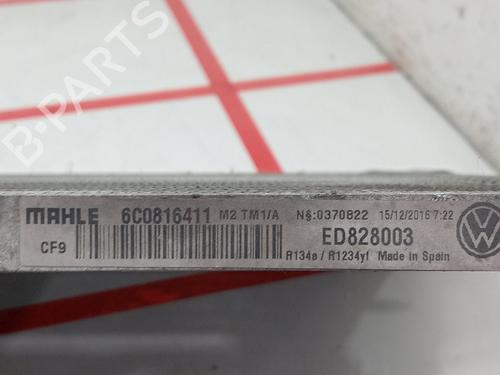 B-PARTS
MAHLE 6C0816411 M2 TM1/A N§:0370822 15/12/2016 7:22
CF9 ED828003
R134a / R1234yf Made in Spain